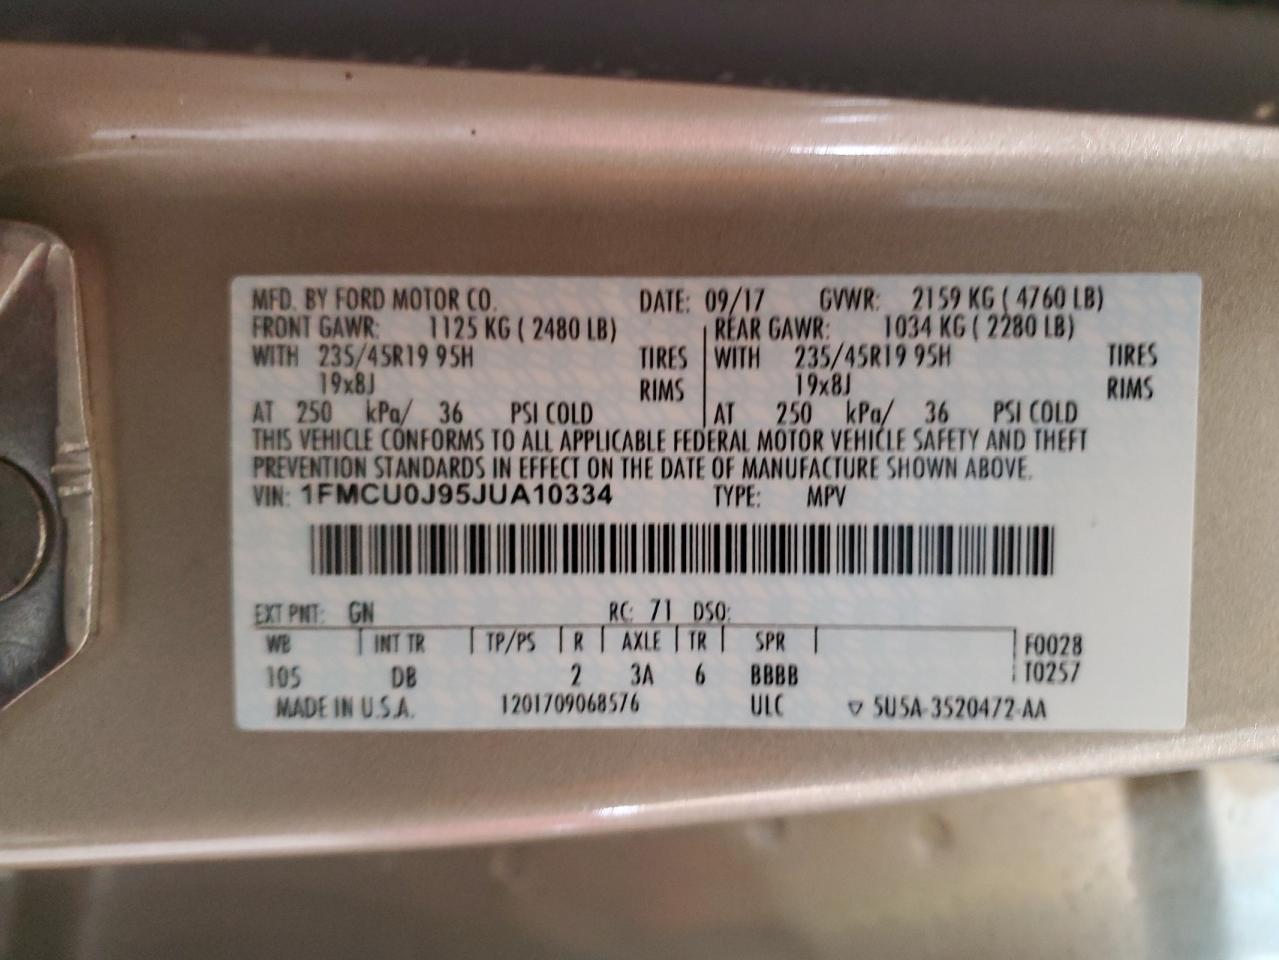 MFD. BY FORD MOTOR CO. DATE: 09/17 GVWR: 2159 KG ( 4760 LB)
FRONT GAWR: 1125 KG ( 2480 LB) REAR GAWR: 1034 KG ( 2280 LB)
WITH 235/45R19 95H TIRES WITH 235/45R19 95H TIRES
19x8J RIMS 19x8J RIMS
AT 250 kPa/ 36 PSI COLD AT 250 kPa/ 36 PSI COLD
THIS VEHICLE CONFORMS TO ALL APPLICABLE FEDERAL MOTOR VEHICLE SAFETY AND THEFT
PREVENTION STANDARDS IN EFFECT ON THE DATE OF MANUFACTURE SHOWN ABOVE.
VIN: 1FMCU0J95JUA10334 TYPE: MPV
EXT PNT: GN RC: 71 DSO:
WB INT TR TP/PS R AXLE TR SPR F0028
105 DB 2 3A 6 BBBB T0257
MADE IN U.S.A. 1201709068576 ULC ▽ 5U5A-3520472-AA